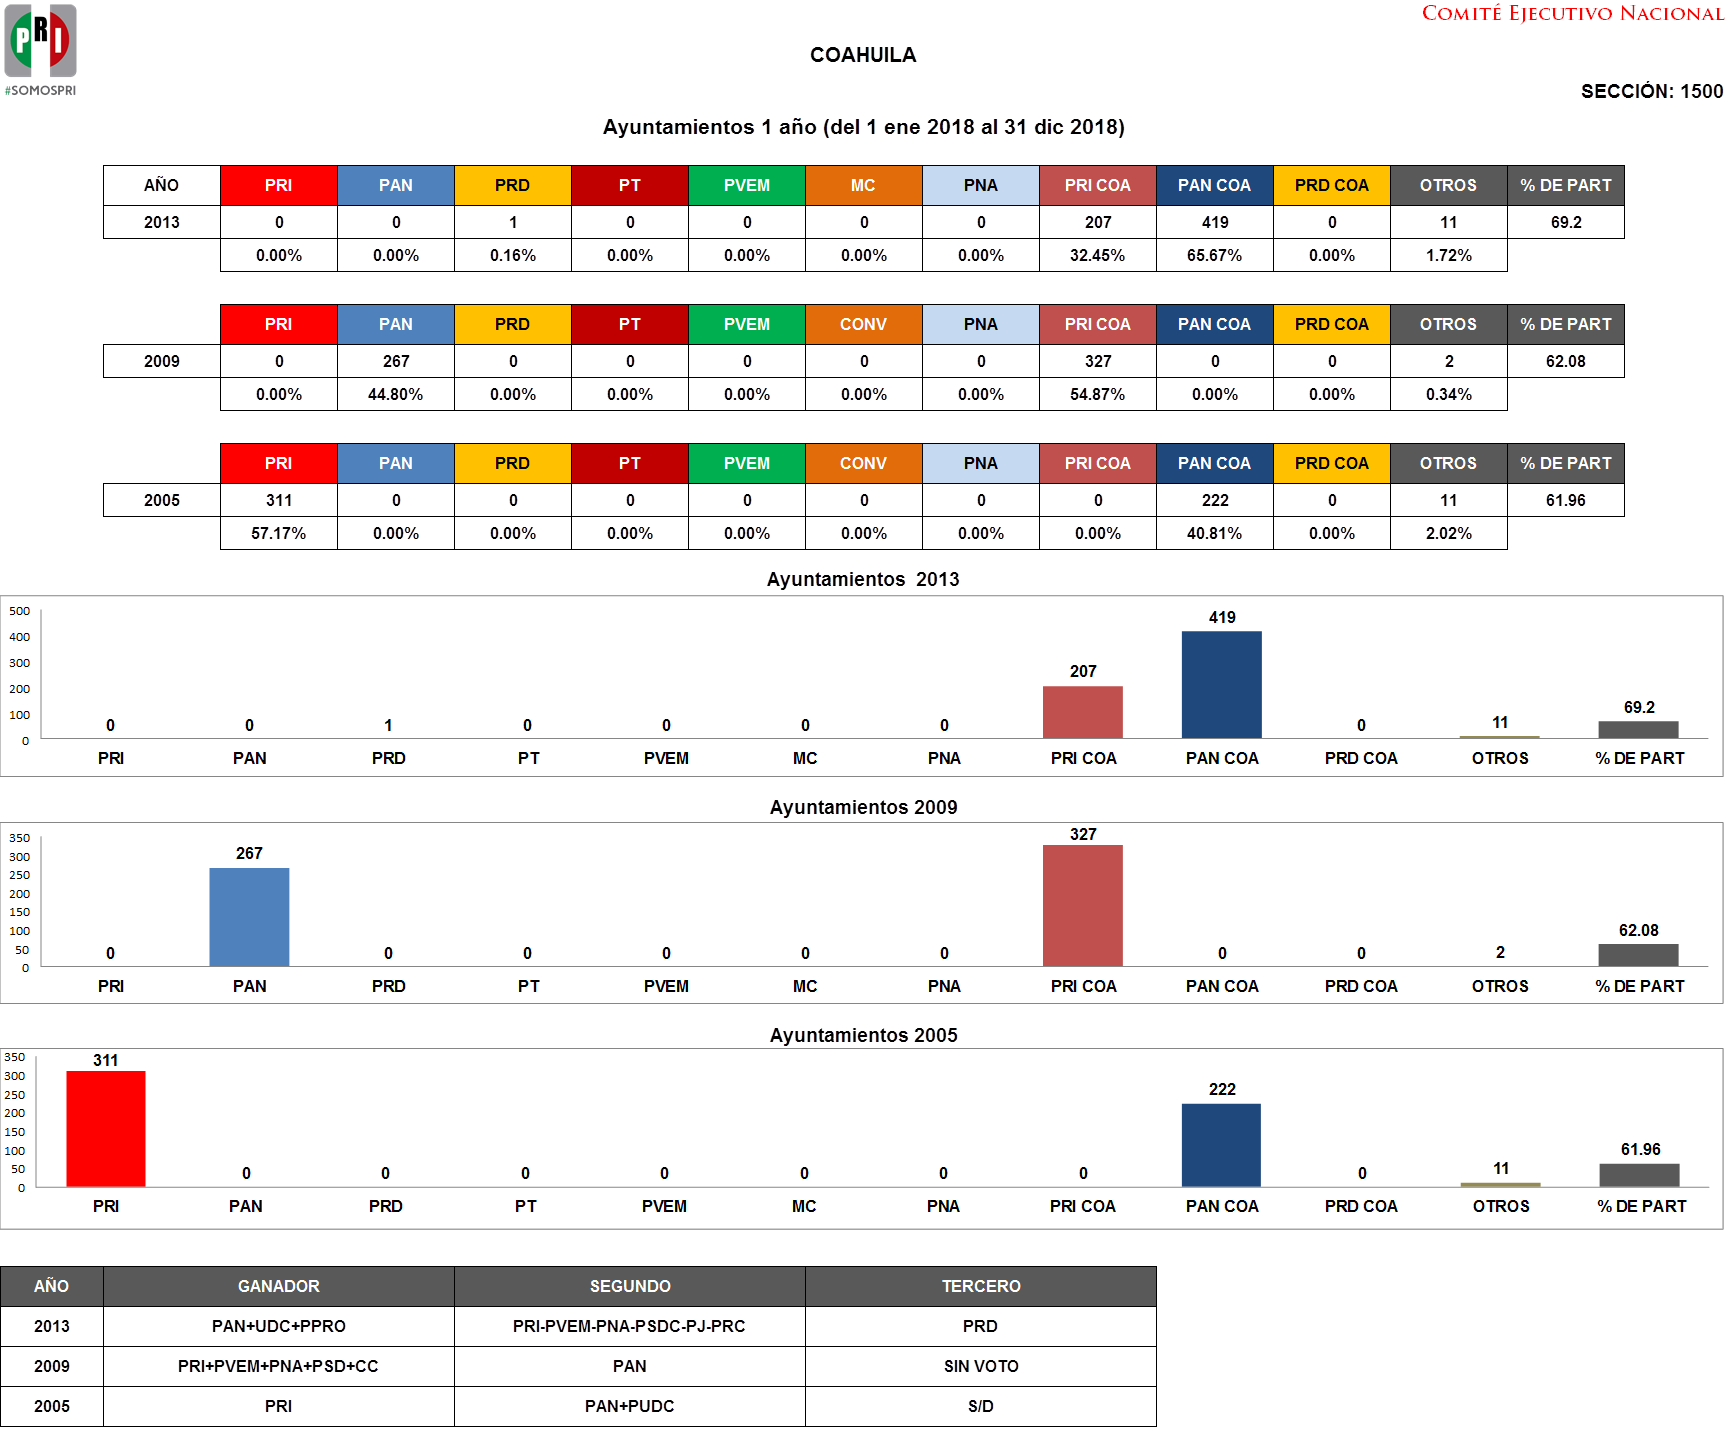 COMITÉ EJECUTIVO NACIONAL
PRI
#SOMOSPRI
COAHUILA
SECCIÓN: 1500
Ayuntamientos 1 año (del 1 ene 2018 al 31 dic 2018)
AÑO PRI PAN PRD PT PVEM MC PNA PRI COA PAN COA PRD COA OTROS % DE PART
2013 0 0 1 0 0 0 0 207 419 0 11 69.2
0.00% 0.00% 0.16% 0.00% 0.00% 0.00% 0.00% 32.45% 65.67% 0.00% 1.72%
PRI PAN PRD PT PVEM CONV PNA PRI COA PAN COA PRD COA OTROS % DE PART
2009 0 267 0 0 0 0 0 327 0 0 2 62.08
0.00% 44.80% 0.00% 0.00% 0.00% 0.00% 0.00% 54.87% 0.00% 0.00% 0.34%
PRI PAN PRD PT PVEM CONV PNA PRI COA PAN COA PRD COA OTROS % DE PART
2005 311 0 0 0 0 0 0 0 222 0 11 61.96
57.17% 0.00% 0.00% 0.00% 0.00% 0.00% 0.00% 0.00% 40.81% 0.00% 2.02%
Ayuntamientos 2013
500
400
300
200
100
0
0 0 1 0 0 0 0 207 419 0 11 69.2
PRI PAN PRD PT PVEM MC PNA PRI COA PAN COA PRD COA OTROS % DE PART
Ayuntamientos 2009
350
300
250
200
150
100
50
0
0 267 0 0 0 0 0 327 0 0 2 62.08
PRI PAN PRD PT PVEM MC PNA PRI COA PAN COA PRD COA OTROS % DE PART
Ayuntamientos 2005
350
300
250
200
150
100
50
0
311 0 0 0 0 0 0 0 222 0 11 61.96
PRI PAN PRD PT PVEM MC PNA PRI COA PAN COA PRD COA OTROS % DE PART
AÑO GANADOR SEGUNDO TERCERO
2013 PAN+UDC+PPRO PRI-PVEM-PNA-PSDC-PJ-PRC PRD
2009 PRI+PVEM+PNA+PSD+CC PAN SIN VOTO
2005 PRI PAN+PUDC S/D